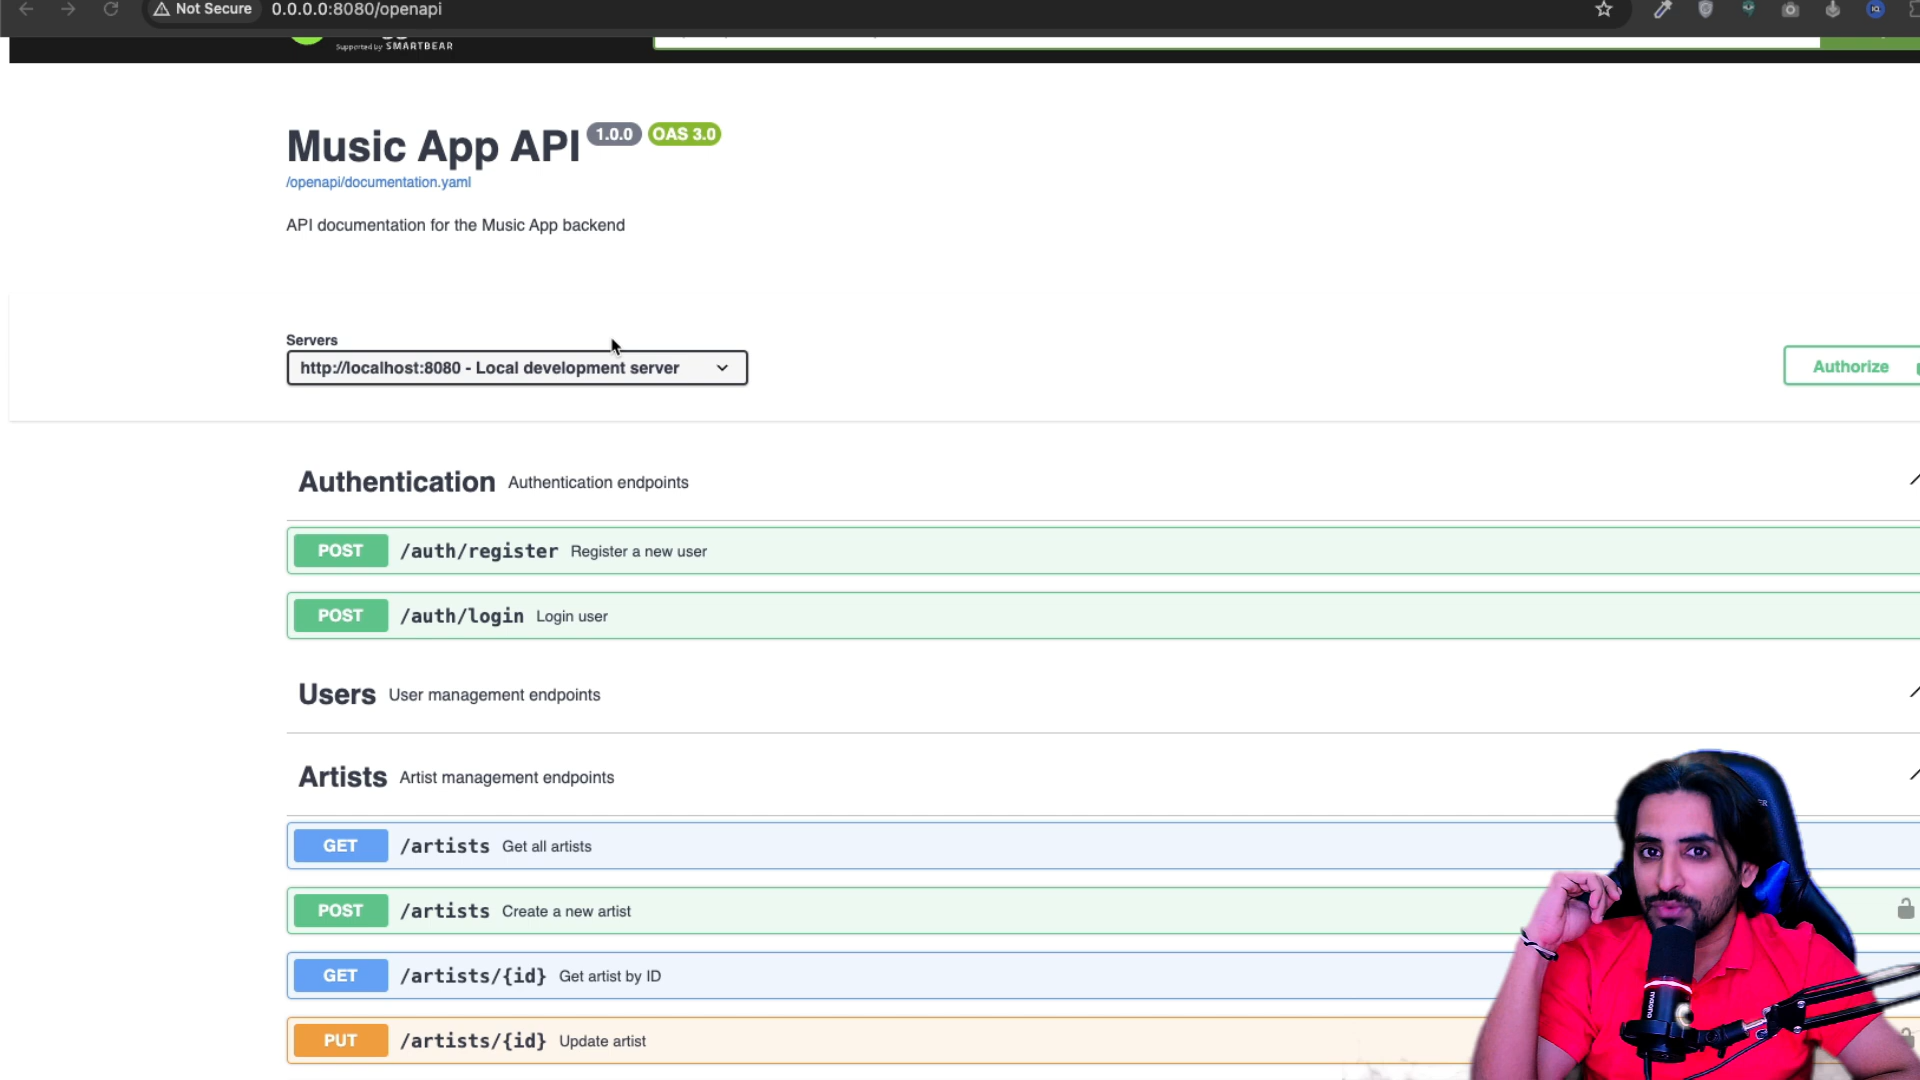 Not Secure 0.0.0.0:8080/openapi
Supported by SMARTBEAR
Music App API 1.0.0 OAS 3.0
/openapi/documentation.yaml
API documentation for the Music App backend
Servers
http://localhost:8080 - Local development server
Authorize
Authentication Authentication endpoints
POST /auth/register Register a new user
POST /auth/login Login user
Users User management endpoints
Artists Artist management endpoints
GET /artists Get all artists
POST /artists Create a new artist
GET /artists/{id} Get artist by ID
PUT /artists/{id} Update artist
maono